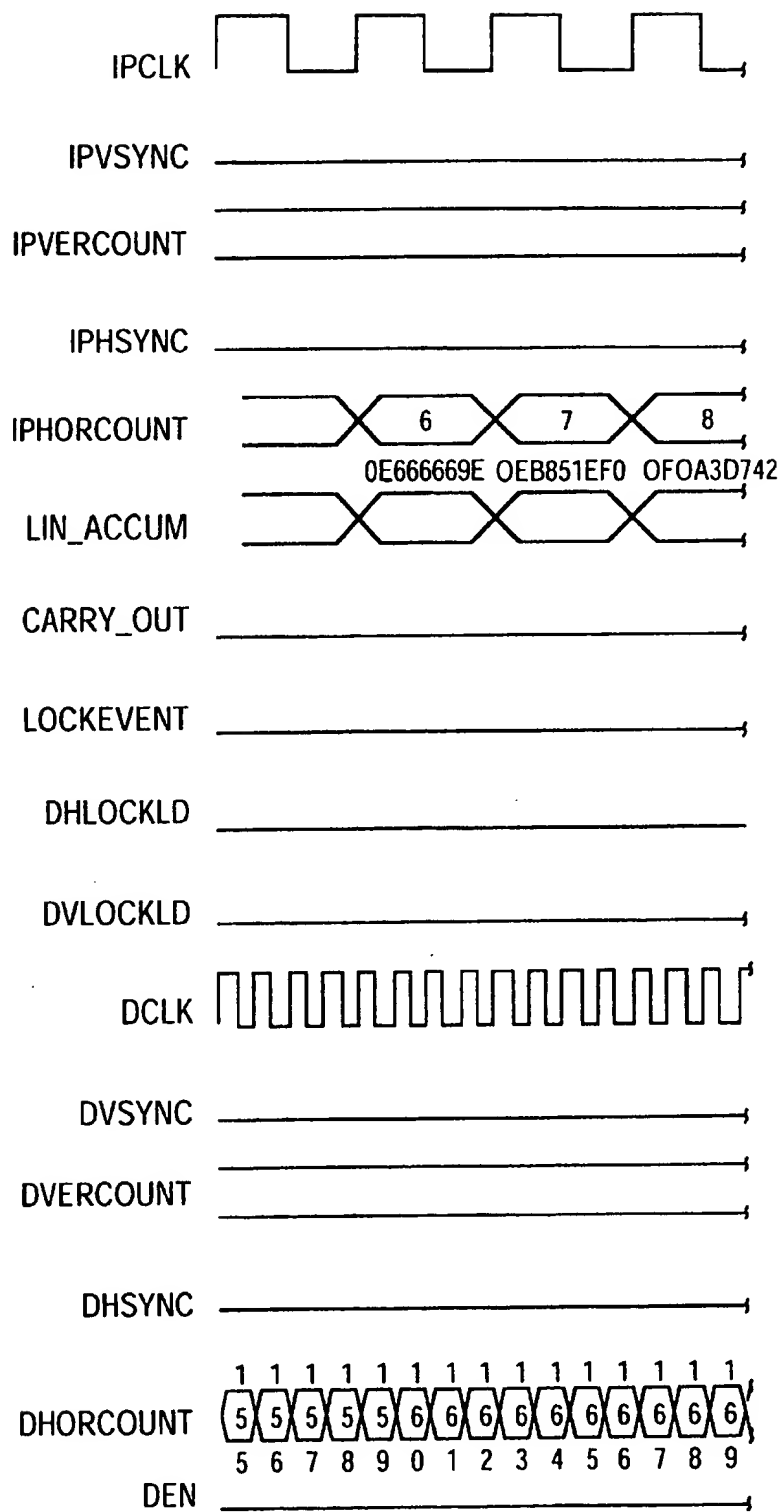 IPCLK
IPVSYNC
IPVERCOUNT
IPHSYNC
IPHORCOUNT 6 7 8
0E666669E OEB851EF0 OFOA3D742
LIN_ACCUM
CARRY_OUT
LOCKEVENT
DHLOCKLD
DVLOCKLD
DCLK
DVSYNC
DVERCOUNT
DHSYNC
1 1 1 1 1 1 1 1 1 1 1 1 1 1 1
DHORCOUNT 5 5 5 5 5 6 6 6 6 6 6 6 6 6 6
5 6 7 8 9 0 1 2 3 4 5 6 7 8 9
DEN